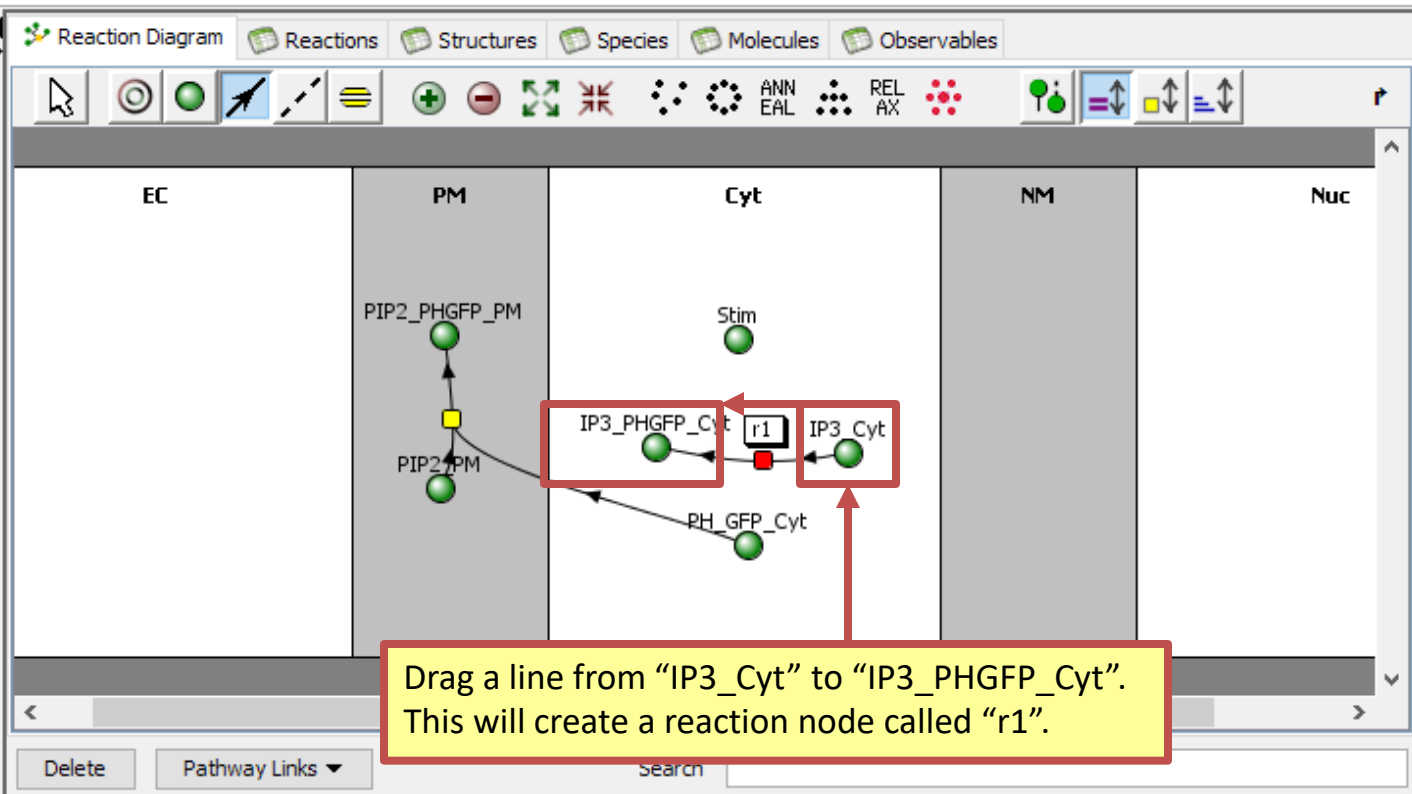 Reaction Diagram Reactions Structures Species Molecules Observables
ANN EAL REL AX
EC PM Cyt NM Nuc
PIP2_PHGFP_PM
Stim
IP3_PHGFP_Cyt r1 IP3_Cyt
PIP2_PM
PH_GFP_Cyt
Drag a line from “IP3_Cyt” to “IP3_PHGFP_Cyt”.
This will create a reaction node called “r1”.
Delete Pathway Links Search